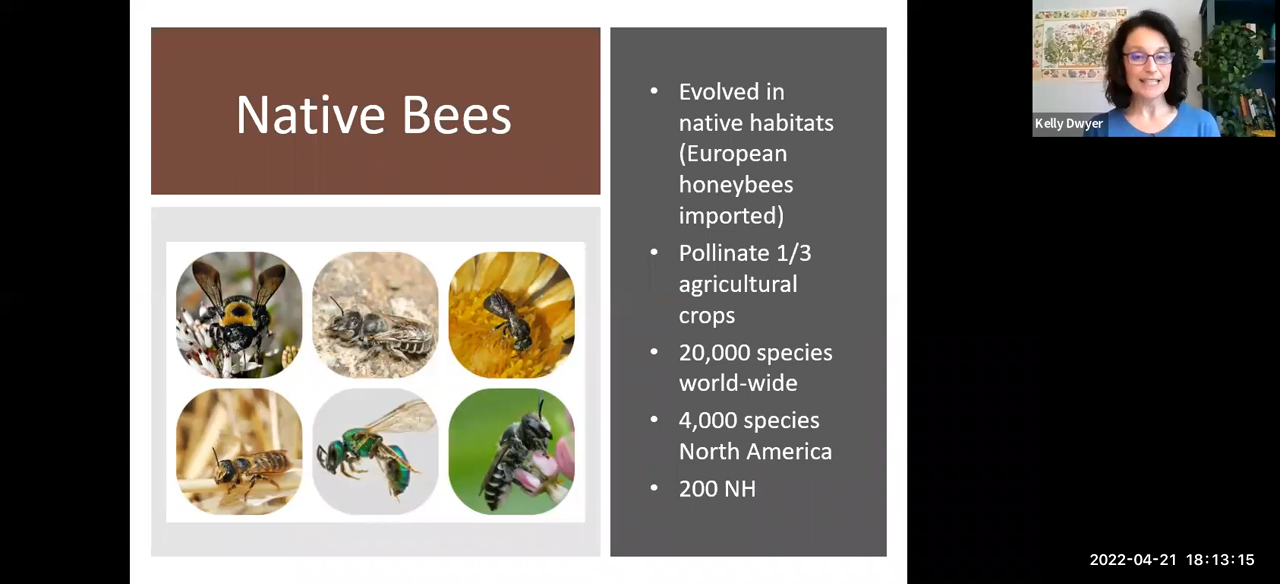 Native Bees
• Evolved in
native habitats
(European
honeybees
imported)
• Pollinate 1/3
agricultural
crops
• 20,000 species
world-wide
• 4,000 species
North America
• 200 NH
Kelly Dwyer
2022-04-21 18:13:15